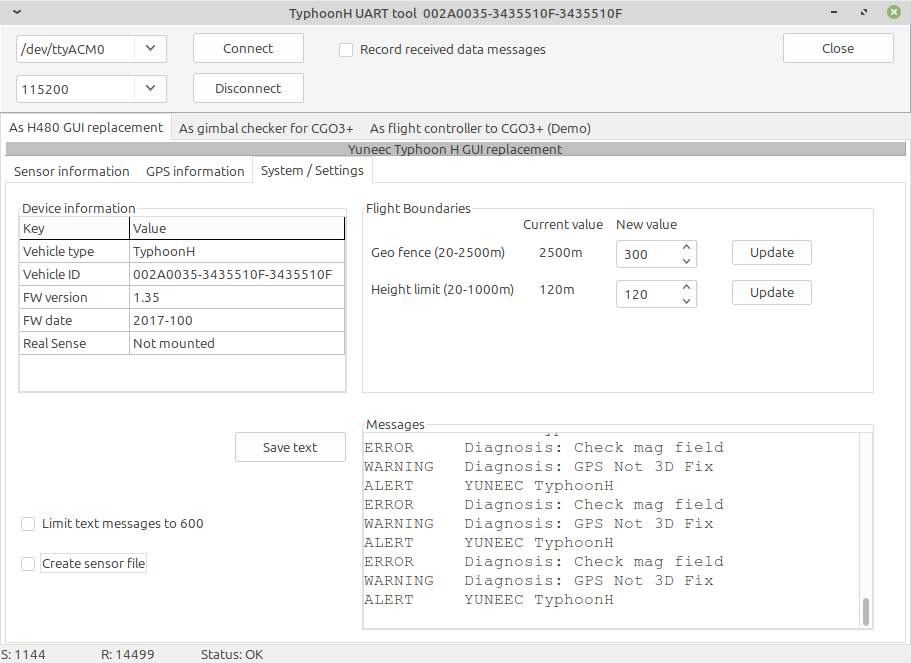 TyphoonH UART tool 002A0035-3435510F-3435510F
/dev/ttyACM0 Connect Record received data messages Close
115200 Disconnect
As H480 GUI replacement As gimbal checker for CGO3+ As flight controller to CGO3+ (Demo)
Yuneec Typhoon H GUI replacement
Sensor information GPS information System / Settings
Device information
Key Value
Vehicle type TyphoonH
Vehicle ID 002A0035-3435510F-3435510F
FW version 1.35
FW date 2017-100
Real Sense Not mounted
Flight Boundaries
Current value New value
Geo fence (20-2500m) 2500m 300 Update
Height limit (20-1000m) 120m 120 Update
Save text
Limit text messages to 600
Create sensor file
Messages
ERROR Diagnosis: Check mag field
WARNING Diagnosis: GPS Not 3D Fix
ALERT YUNEEC TyphoonH
ERROR Diagnosis: Check mag field
WARNING Diagnosis: GPS Not 3D Fix
ALERT YUNEEC TyphoonH
ERROR Diagnosis: Check mag field
WARNING Diagnosis: GPS Not 3D Fix
ALERT YUNEEC TyphoonH
S: 1144 R: 14499 Status: OK